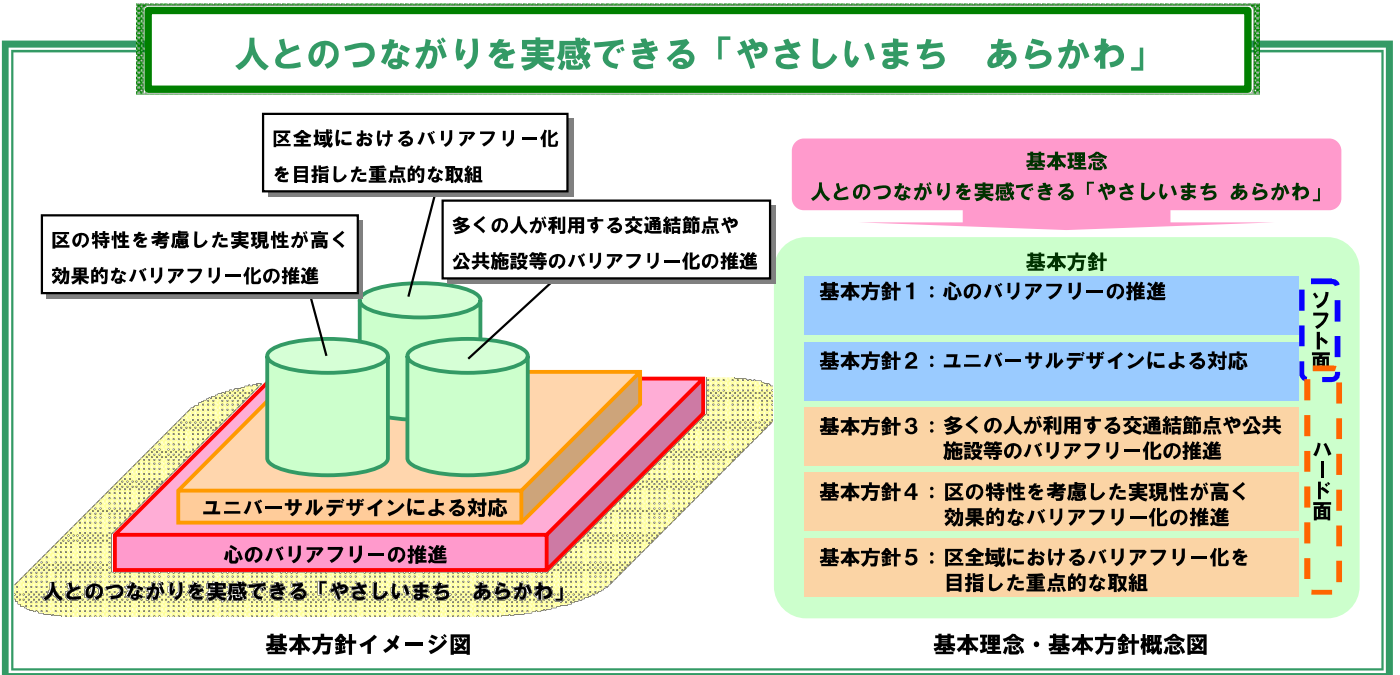 人とのつながりを実感できる「やさしいまち　あらかわ」
区全域におけるバリアフリー化
を目指した重点的な取組
区の特性を考慮した実現性が高く
効果的なバリアフリー化の推進
多くの人が利用する交通結節点や
公共施設等のバリアフリー化の推進
ユニバーサルデザインによる対応
心のバリアフリーの推進
人とのつながりを実感できる「やさしいまち　あらかわ」
基本方針イメージ図
基本理念
人とのつながりを実感できる「やさしいまち あらかわ」
基本方針
基本方針１：心のバリアフリーの推進
基本方針２：ユニバーサルデザインによる対応
基本方針３：多くの人が利用する交通結節点や公共
施設等のバリアフリー化の推進
基本方針４：区の特性を考慮した実現性が高く
効果的なバリアフリー化の推進
基本方針５：区全域におけるバリアフリー化を
目指した重点的な取組
ソフト面
ハード面
基本理念・基本方針概念図